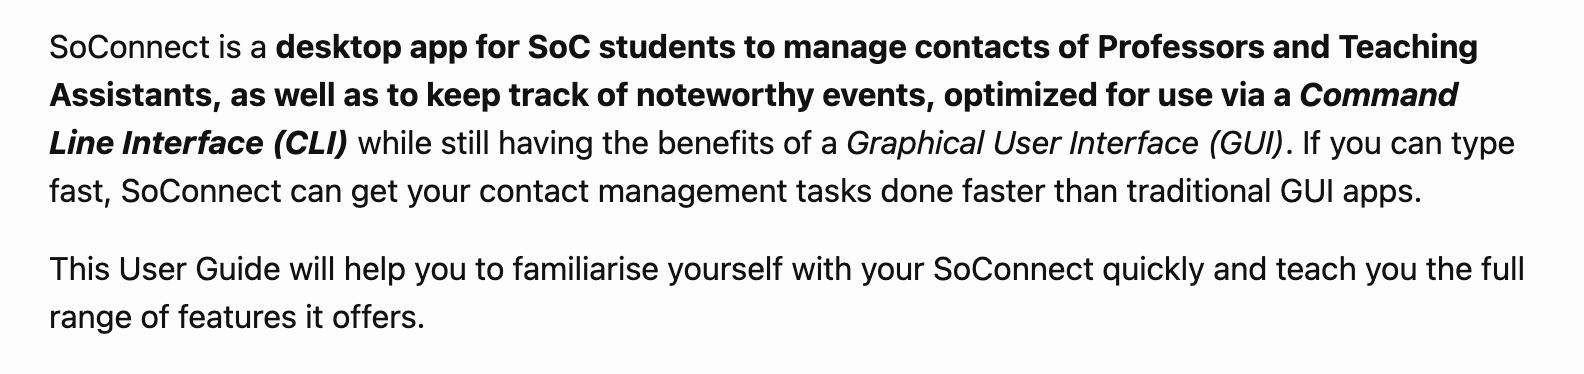 SoConnect is a desktop app for SoC students to manage contacts of Professors and Teaching
Assistants, as well as to keep track of noteworthy events, optimized for use via a Command
Line Interface (CLI) while still having the benefits of a Graphical User Interface (GUI). If you can type
fast, SoConnect can get your contact management tasks done faster than traditional GUI apps.
This User Guide will help you to familiarise yourself with your SoConnect quickly and teach you the full
range of features it offers.